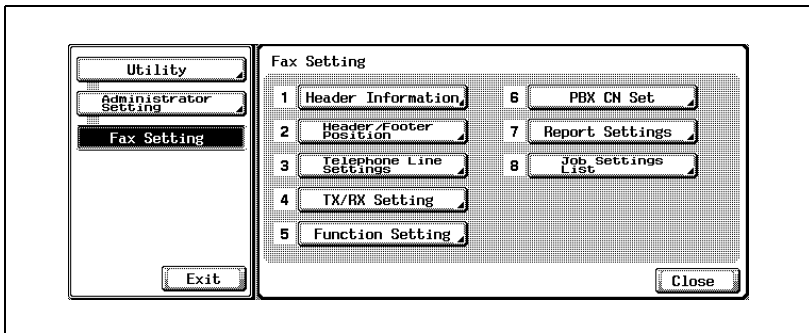 Utility
Administrator
Setting
Fax Setting
Exit
Fax Setting
1 Header Information
2 Header/Footer
Position
3 Telephone Line
Settings
4 TX/RX Setting
5 Function Setting
6 PBX CN Set
7 Report Settings
8 Job Settings
List
Close